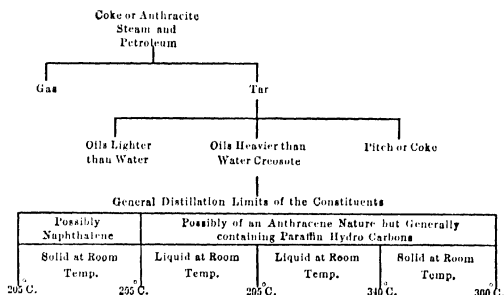 Coke or Anthracite
Steam and
Petroleum
Gas
Tar
Oils Lighter
than Water
Oils Heavier than
Water Creosote
Pitch or Coke
General Distillation Limits of the Constituents
Possibly
Naphthalene
Possibly of an Anthracene Nature but Generally
containing Paraffin Hydro Carbons
Solid at Room
Temp.
Liquid at Room
Temp.
Liquid at Room
Temp.
Solid at Room
Temp.
205°C.
255°C.
295°C.
340°C.
360°C.